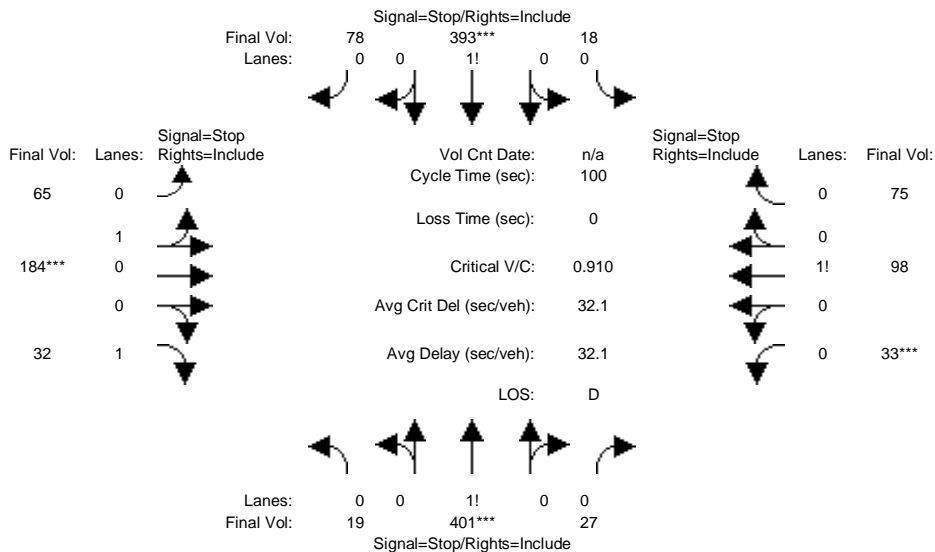 Signal=Stop/Rights=Include
Final Vol: 78 393*** 18
Lanes: 0 0 1! 0 0
Signal=Stop
Final Vol: Lanes: Rights=Include
Vol Cnt Date: n/a
Signal=Stop
Rights=Include Lanes: Final Vol:
Cycle Time (sec): 100
65 0
0 75
Loss Time (sec): 0
1
0
184*** 0
Critical V/C: 0.910
1! 98
0
Avg Crit Del (sec/veh): 32.1
0
32 1
Avg Delay (sec/veh): 32.1
0 33***
LOS: D
Lanes: 0 0 1! 0 0
Final Vol: 19 401*** 27
Signal=Stop/Rights=Include